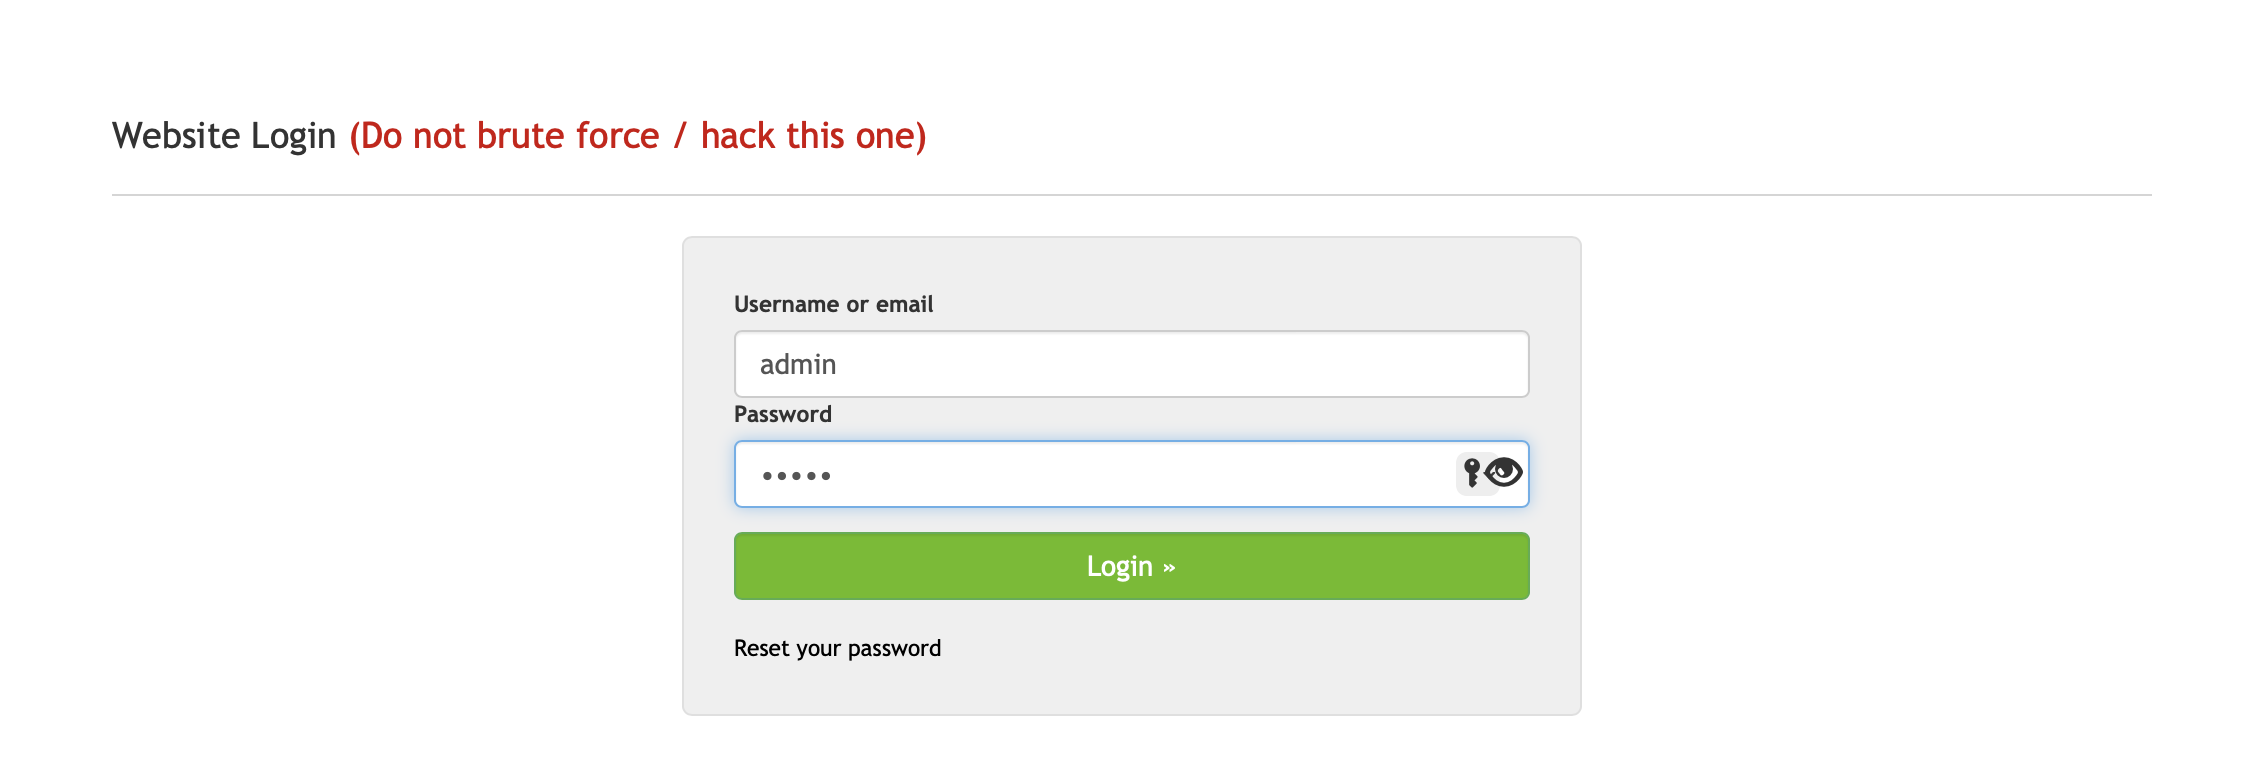 Website Login (Do not brute force / hack this one)
Username or email
admin
Password
•••••
Login »
Reset your password